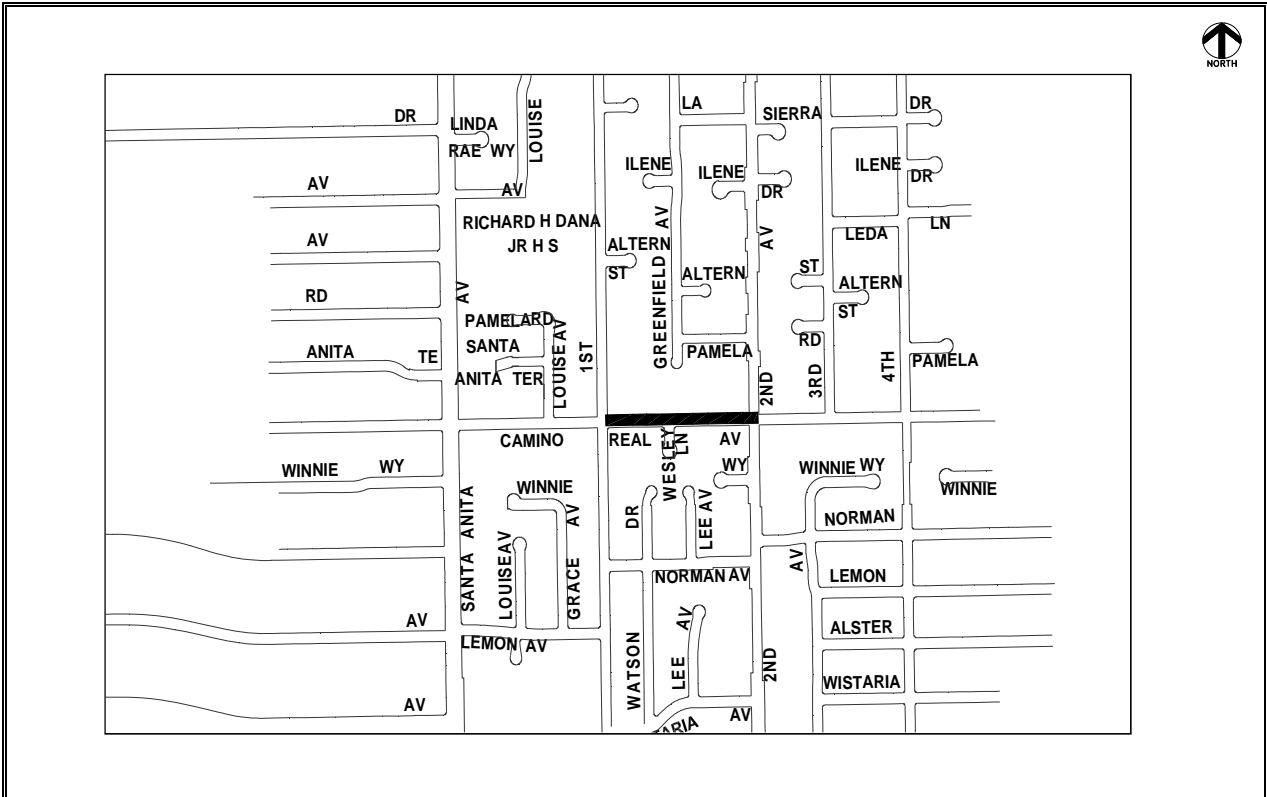 NORTH
DR
LINDA
RAE WY
LOUISE
AV
LA
SIERRA
DR
ILENE
ILENE
DR
ILENE
DR
AV
RICHARD H DANA
JR H S
AV
AV
AV
LEDA
LN
ALTERN
ST
ALTERN
ST
ALTERN
ST
RD
AV
GREENFIELD
PAMELA RD
SANTA
ANITA TER
LOUISE AV
1ST
PAMELA
RD
PAMELA
ANITA
TE
2ND
3RD
4TH
CAMINO
REAL
AV
WESLEY
LN
WINNIE
WY
WINNIE
AV
WY
WINNIE WY
WINNIE
SANTA ANITA
LOUISE AV
GRACE
DR
LEE AV
NORMAN
NORMAN AV
AV
LEMON
AV
LEMON AV
WATSON
LEE
AV
2ND
ALSTER
WISTARIA
AV
AV